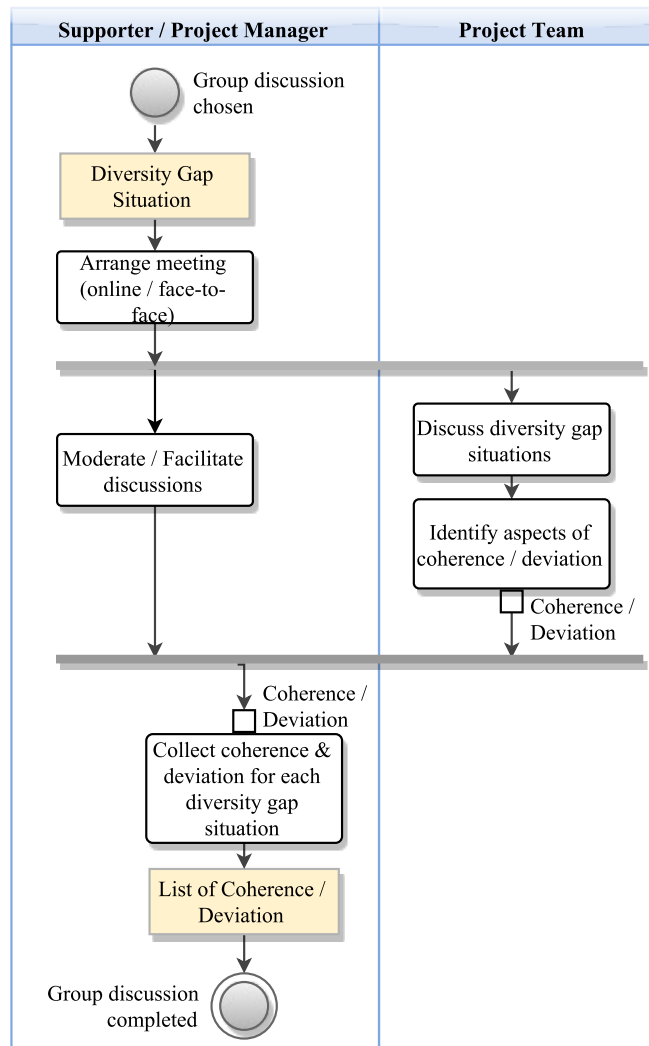 Supporter / Project Manager
Project Team
Group discussion
chosen
Diversity Gap
Situation
Arrange meeting
(online / face-to-
face)
Moderate / Facilitate
discussions
Discuss diversity gap
situations
Identify aspects of
coherence / deviation
Coherence /
Deviation
Coherence /
Deviation
Collect coherence &
deviation for each
diversity gap
situation
List of Coherence /
Deviation
Group discussion
completed